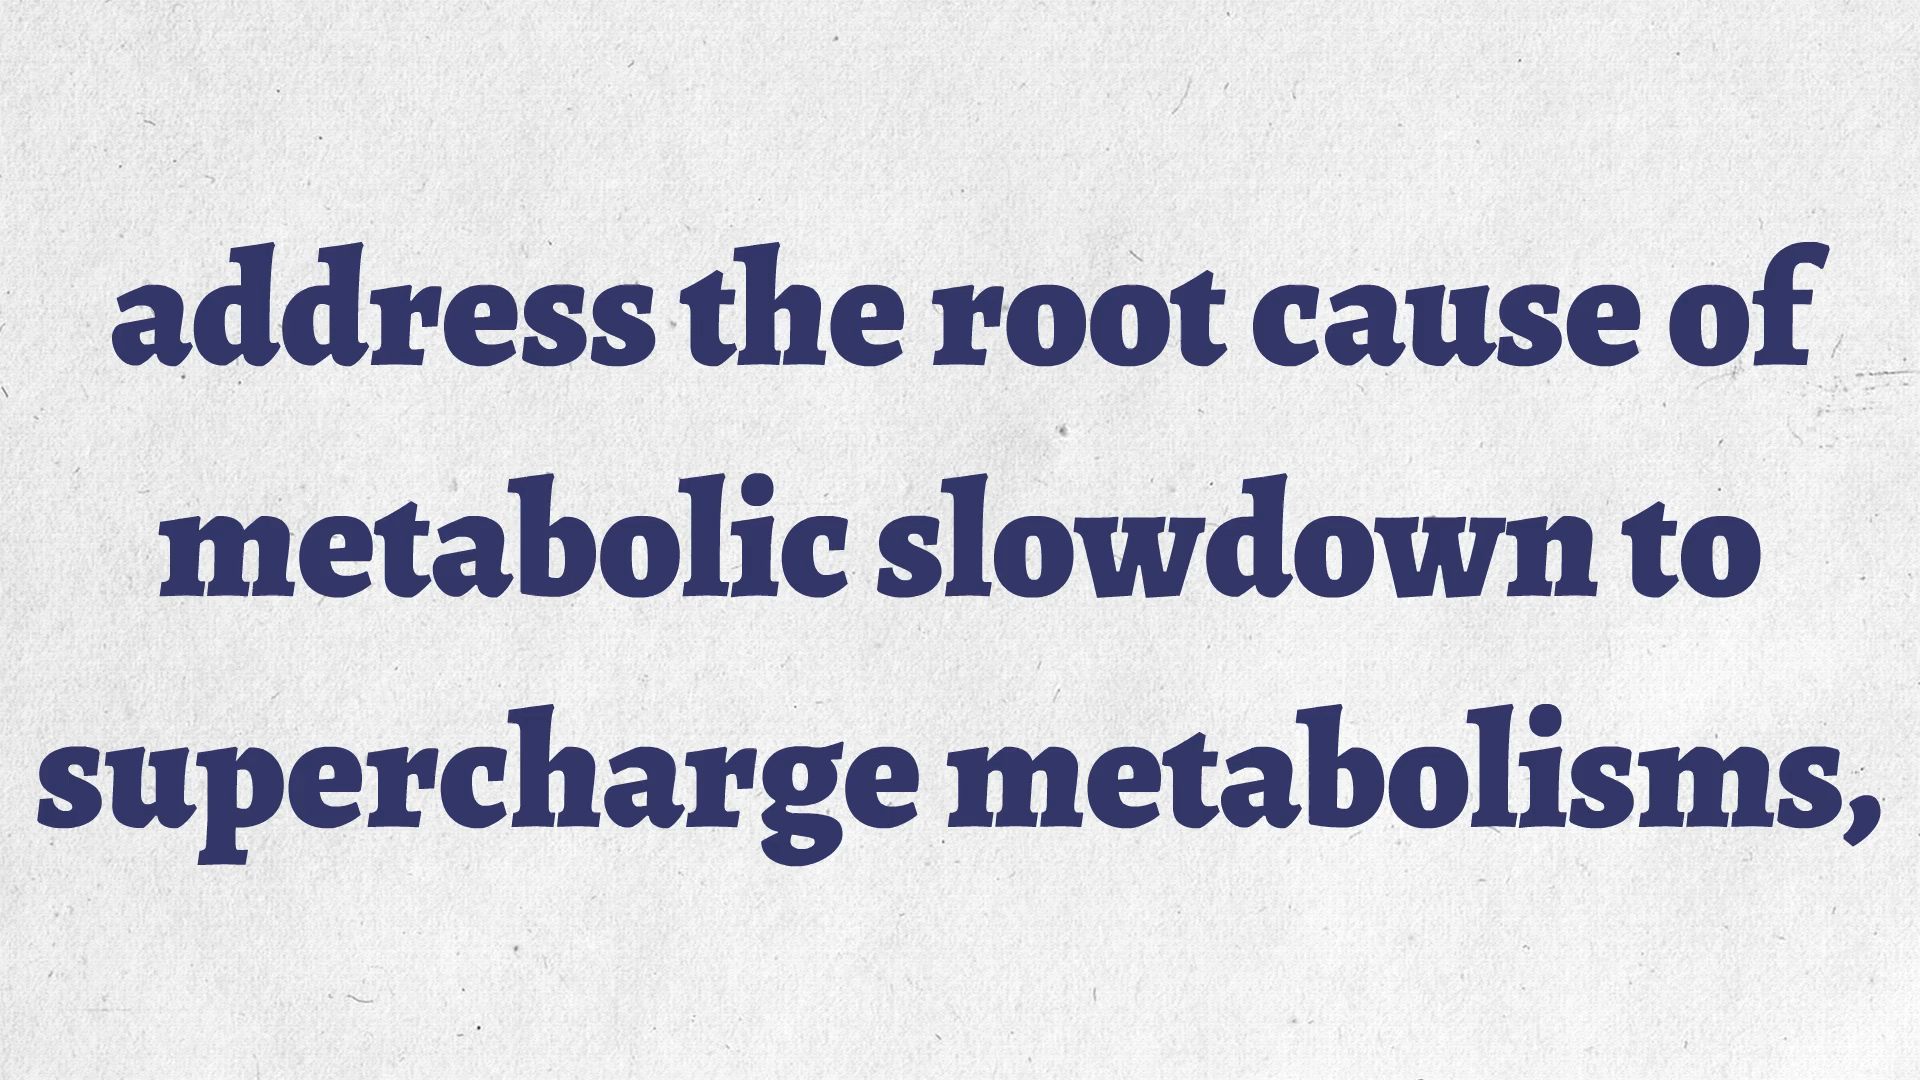 address the root cause of
metabolic slowdown to
supercharge metabolisms,